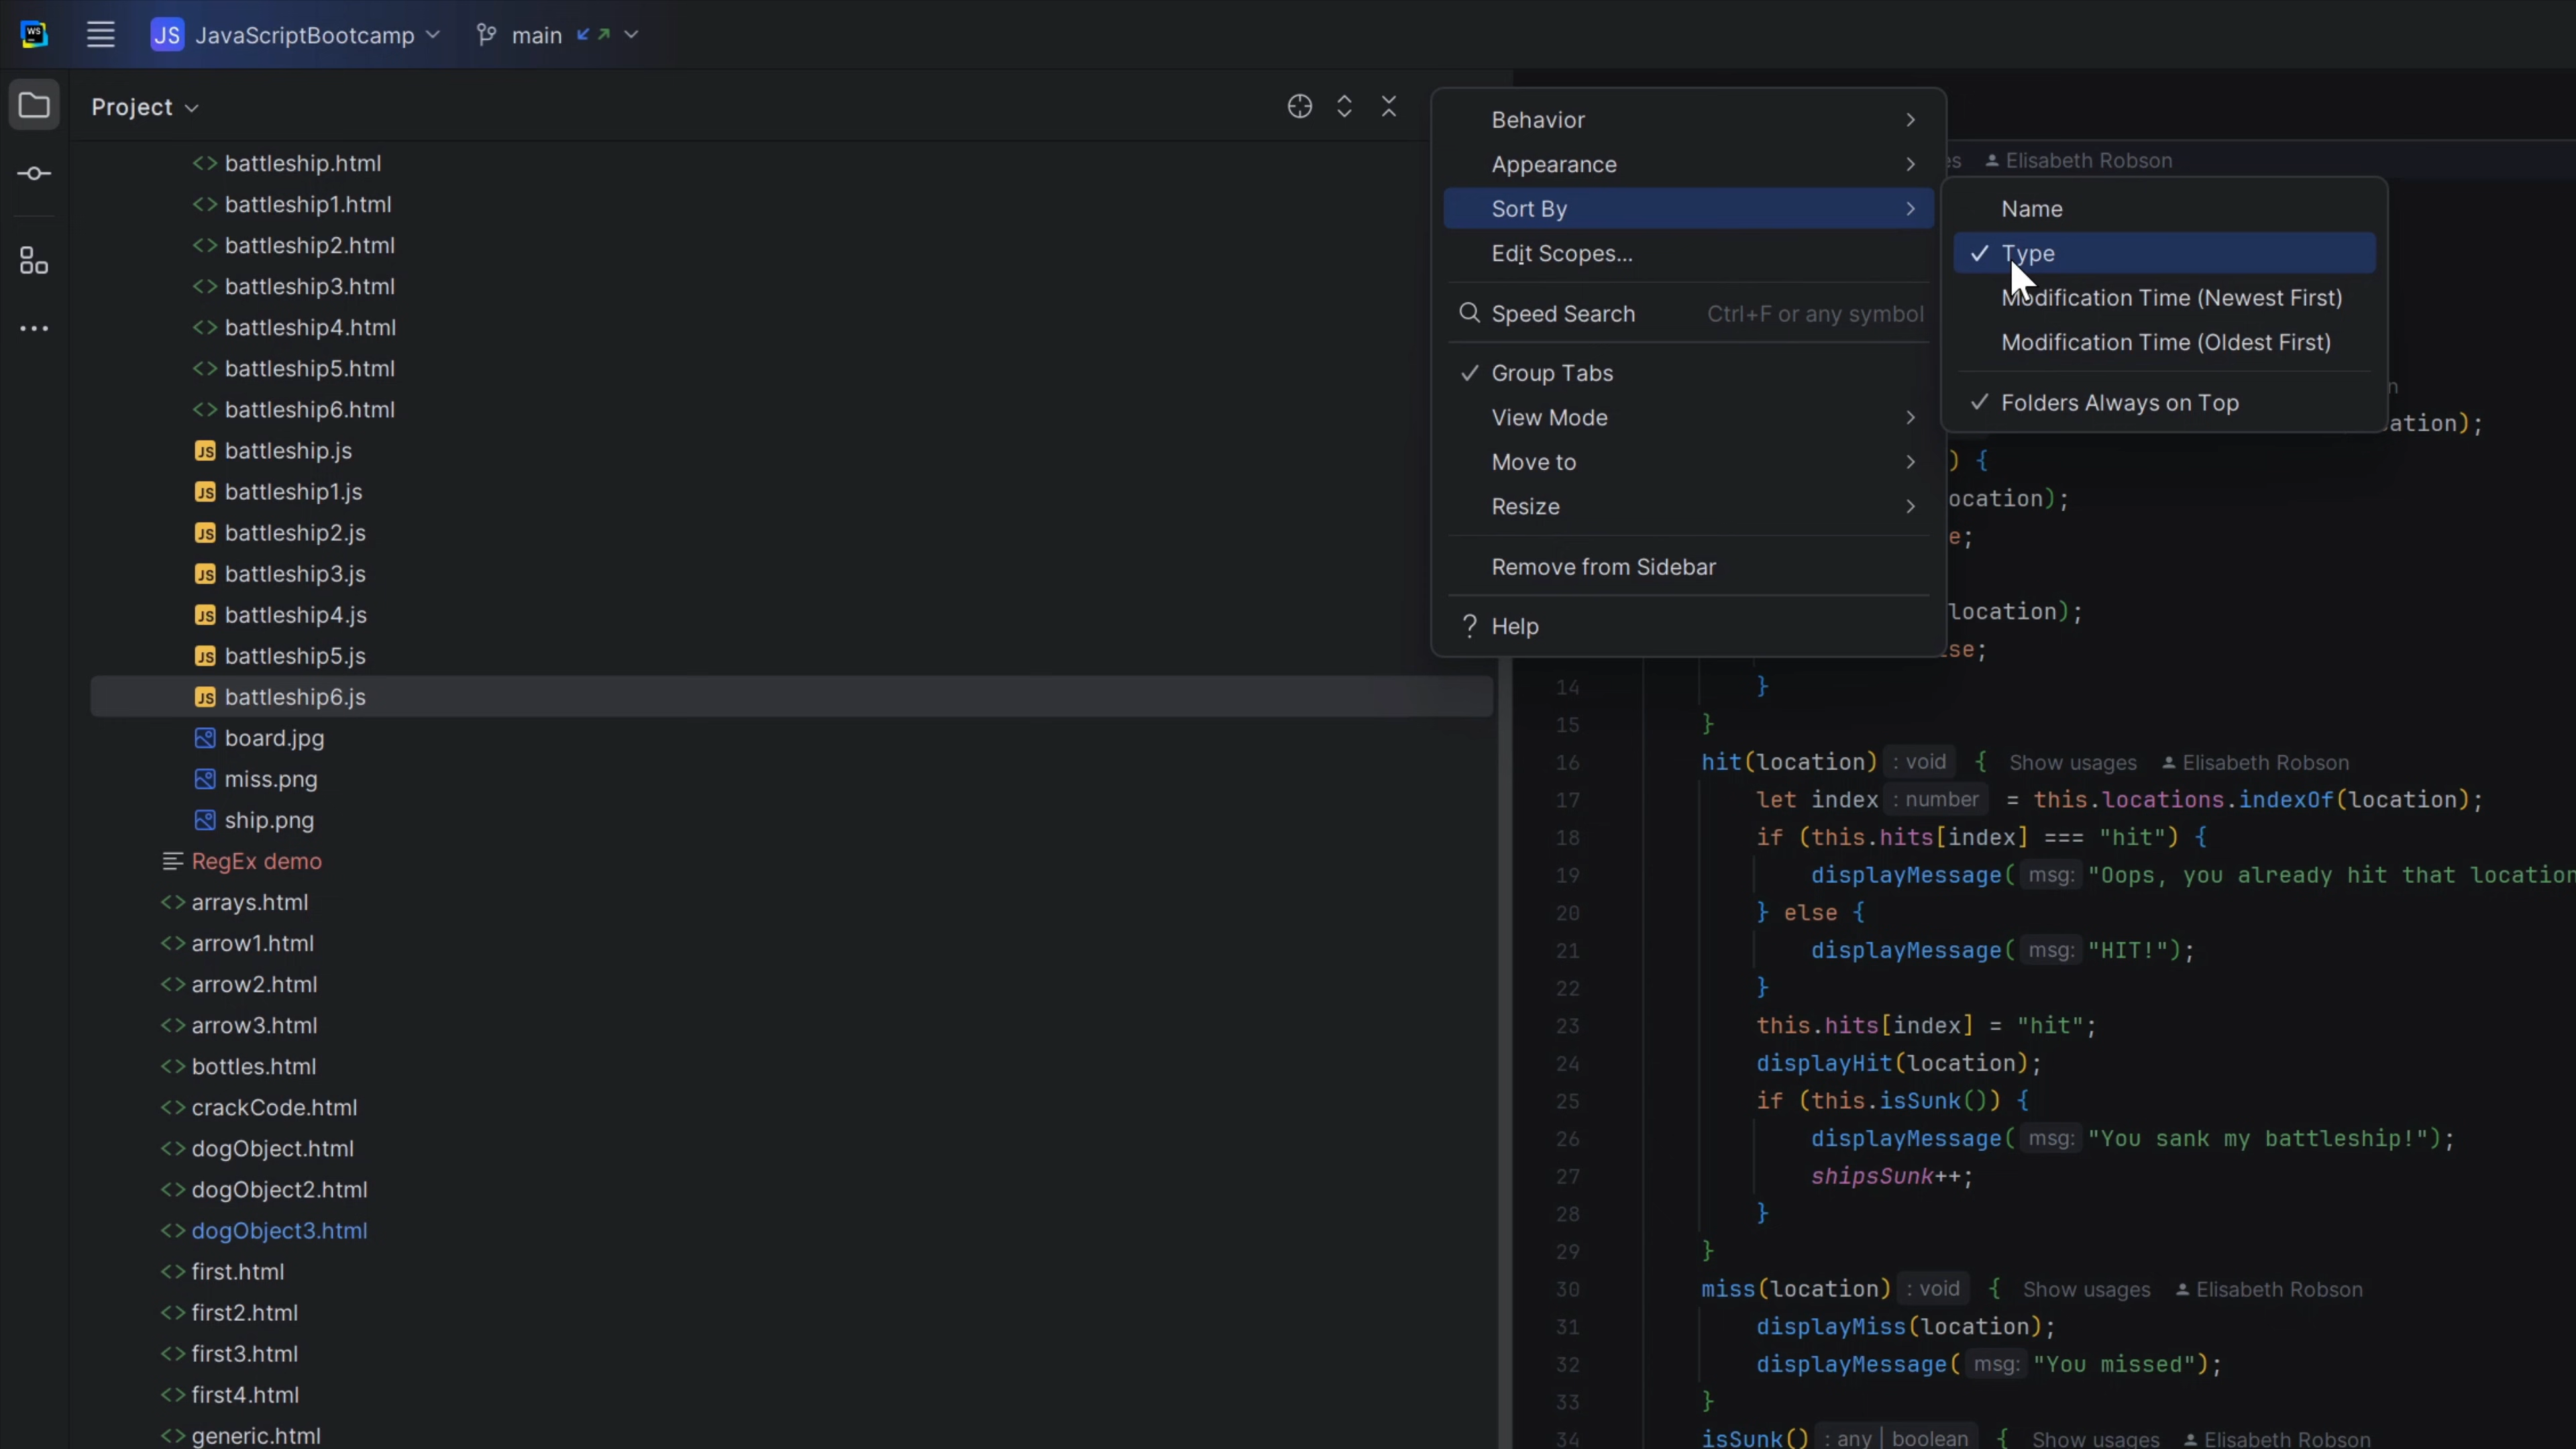 WS
JS JavaScriptBootcamp main
Project
battleship.html
battleship1.html
battleship2.html
battleship3.html
battleship4.html
battleship5.html
battleship6.html
JS battleship.js
JS battleship1.js
JS battleship2.js
JS battleship3.js
JS battleship4.js
JS battleship5.js
JS battleship6.js
board.jpg
miss.png
ship.png
RegEx demo
arrays.html
arrow1.html
arrow2.html
arrow3.html
bottles.html
crackCode.html
dogObject.html
dogObject2.html
dogObject3.html
first.html
first2.html
first3.html
first4.html
generic.html
Behavior
Appearance
Sort By
Edit Scopes...
Speed Search Ctrl+F or any symbol
Group Tabs
View Mode
Move to
Resize
Remove from Sidebar
? Help
Name
Type
Modification Time (Newest First)
Modification Time (Oldest First)
Folders Always on Top
es Elisabeth Robson
n
ation);
) {
ocation);
e;
location);
se;
14 }
15 }
16 hit(location) : void { Show usages Elisabeth Robson
17 let index : number = this.locations.indexOf(location);
18 if (this.hits[index] === "hit") {
19 displayMessage( msg: "Oops, you already hit that location
20 } else {
21 displayMessage( msg: "HIT!");
22 }
23 this.hits[index] = "hit";
24 displayHit(location);
25 if (this.isSunk()) {
26 displayMessage( msg: "You sank my battleship!");
27 shipsSunk++;
28 }
29 }
30 miss(location) : void { Show usages Elisabeth Robson
31 displayMiss(location);
32 displayMessage( msg: "You missed");
33 }
34 isSunk() : any | boolean { Show usages Elisabeth Robson